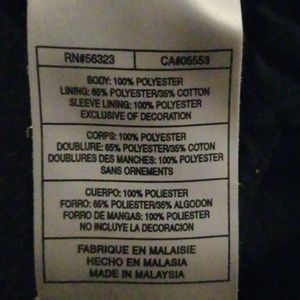 RN#56323 CA#05553
BODY: 100% POLYESTER
LINING: 65% POLYESTER/35% COTTON
SLEEVE LINING: 100% POLYESTER
EXCLUSIVE OF DECORATION
CORPS: 100% POLYESTER
DOUBLURE: 65% POLYESTER/35% COTON
DOUBLURES DES MANCHES: 100% POLYESTER
SANS ORNEMENTS
CUERPO: 100% POLIESTER
FORRO: 65% POLIESTER/35% ALGODON
FORRO DE MANGAS: 100% POLIESTER
NO INCLUYE LA DECORACION
FABRIQUE EN MALAISIE
HECHO EN MALASIA
MADE IN MALAYSIA